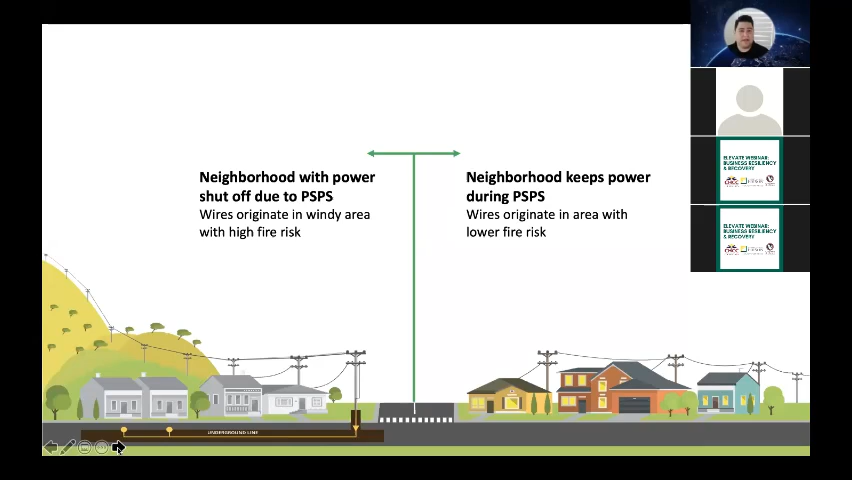 Neighborhood with power
shut off due to PSPS
Wires originate in windy area
with high fire risk
Neighborhood keeps power
during PSPS
Wires originate in area with
lower fire risk
UNDERGROUND LINE
ELEVATE WEBINAR:
BUSINESS RESILIENCY
& RECOVERY
ELEVATE WEBINAR:
BUSINESS RESILIENCY
& RECOVERY